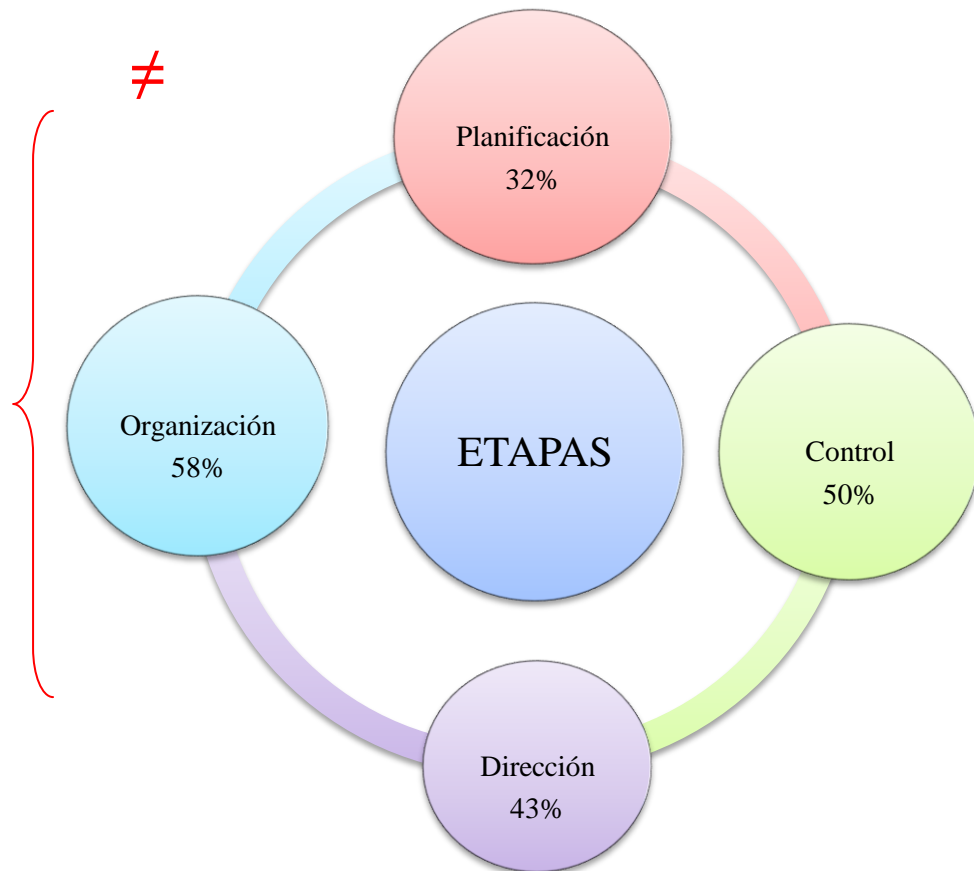 ≠
Planificación
32%
Organización
58%
ETAPAS
Control
50%
Dirección
43%